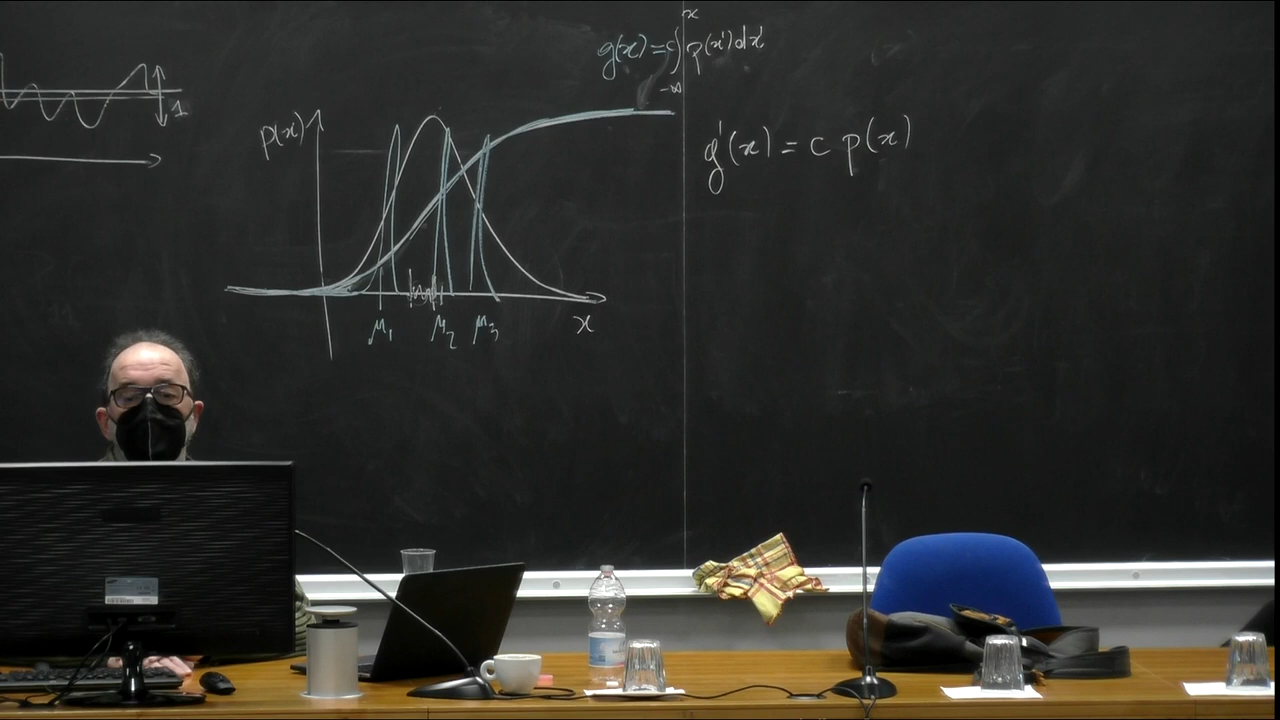 g(x) = c∫_{-∞}^{x} p(x')dx'
1
p(x)
g'(x) = c p(x)
μ₁ μ₂ μ₃ x